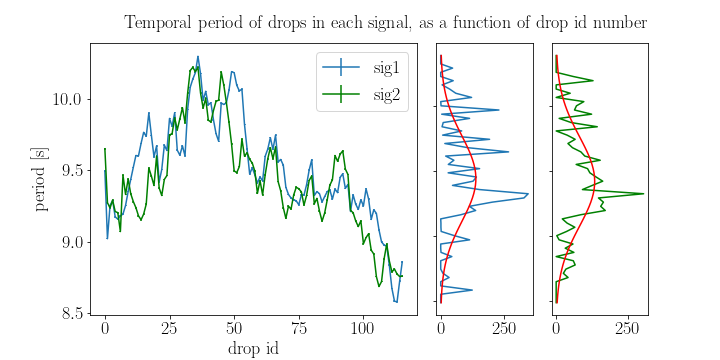 Temporal period of drops in each signal, as a function of drop id number
sig1
sig2
period [s]
10.0
9.5
9.0
8.5
0 25 50 75 100
0 250
0 250
drop id